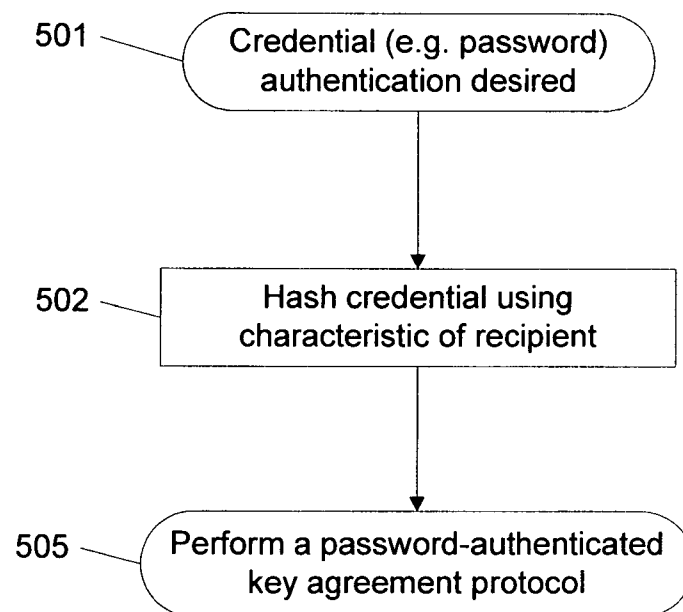 501
Credential (e.g. password)
authentication desired
502
Hash credential using
characteristic of recipient
505
Perform a password-authenticated
key agreement protocol